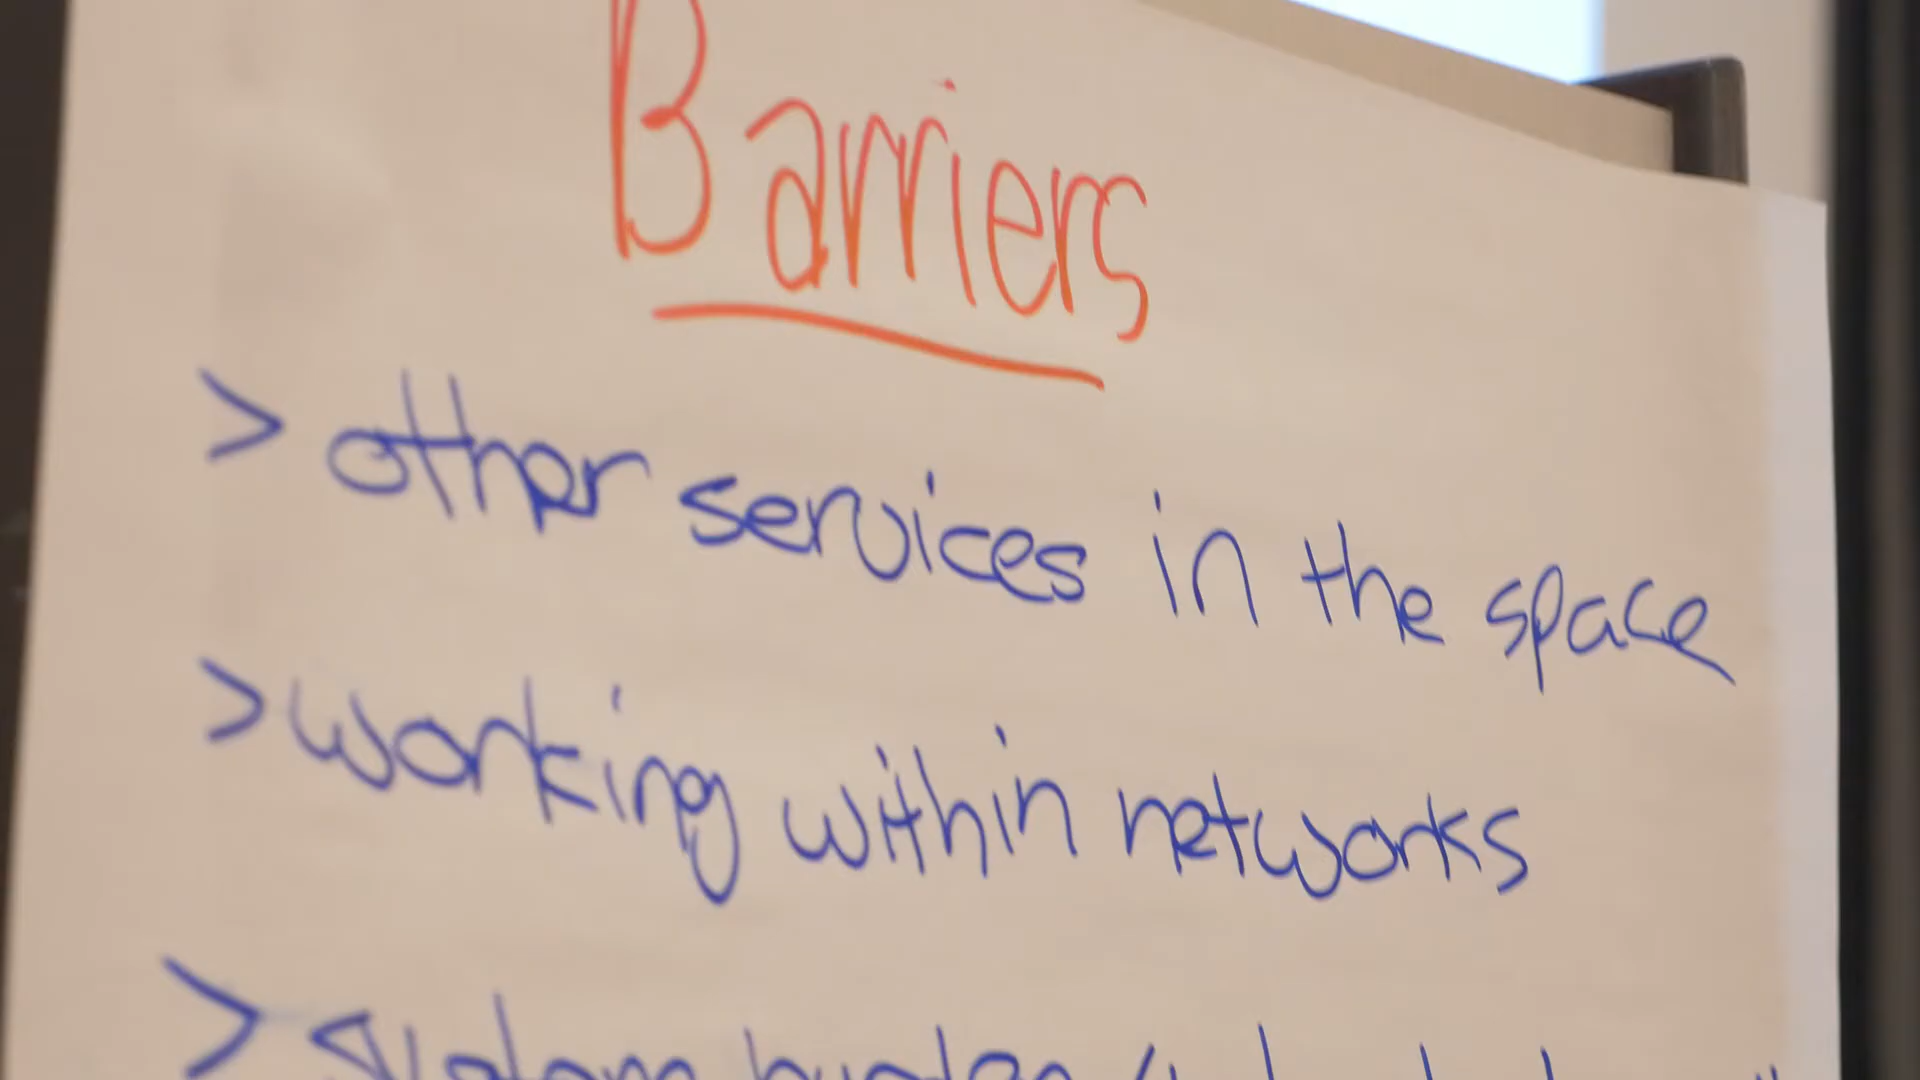 Barriers
> other services in the space
> working within networks
>